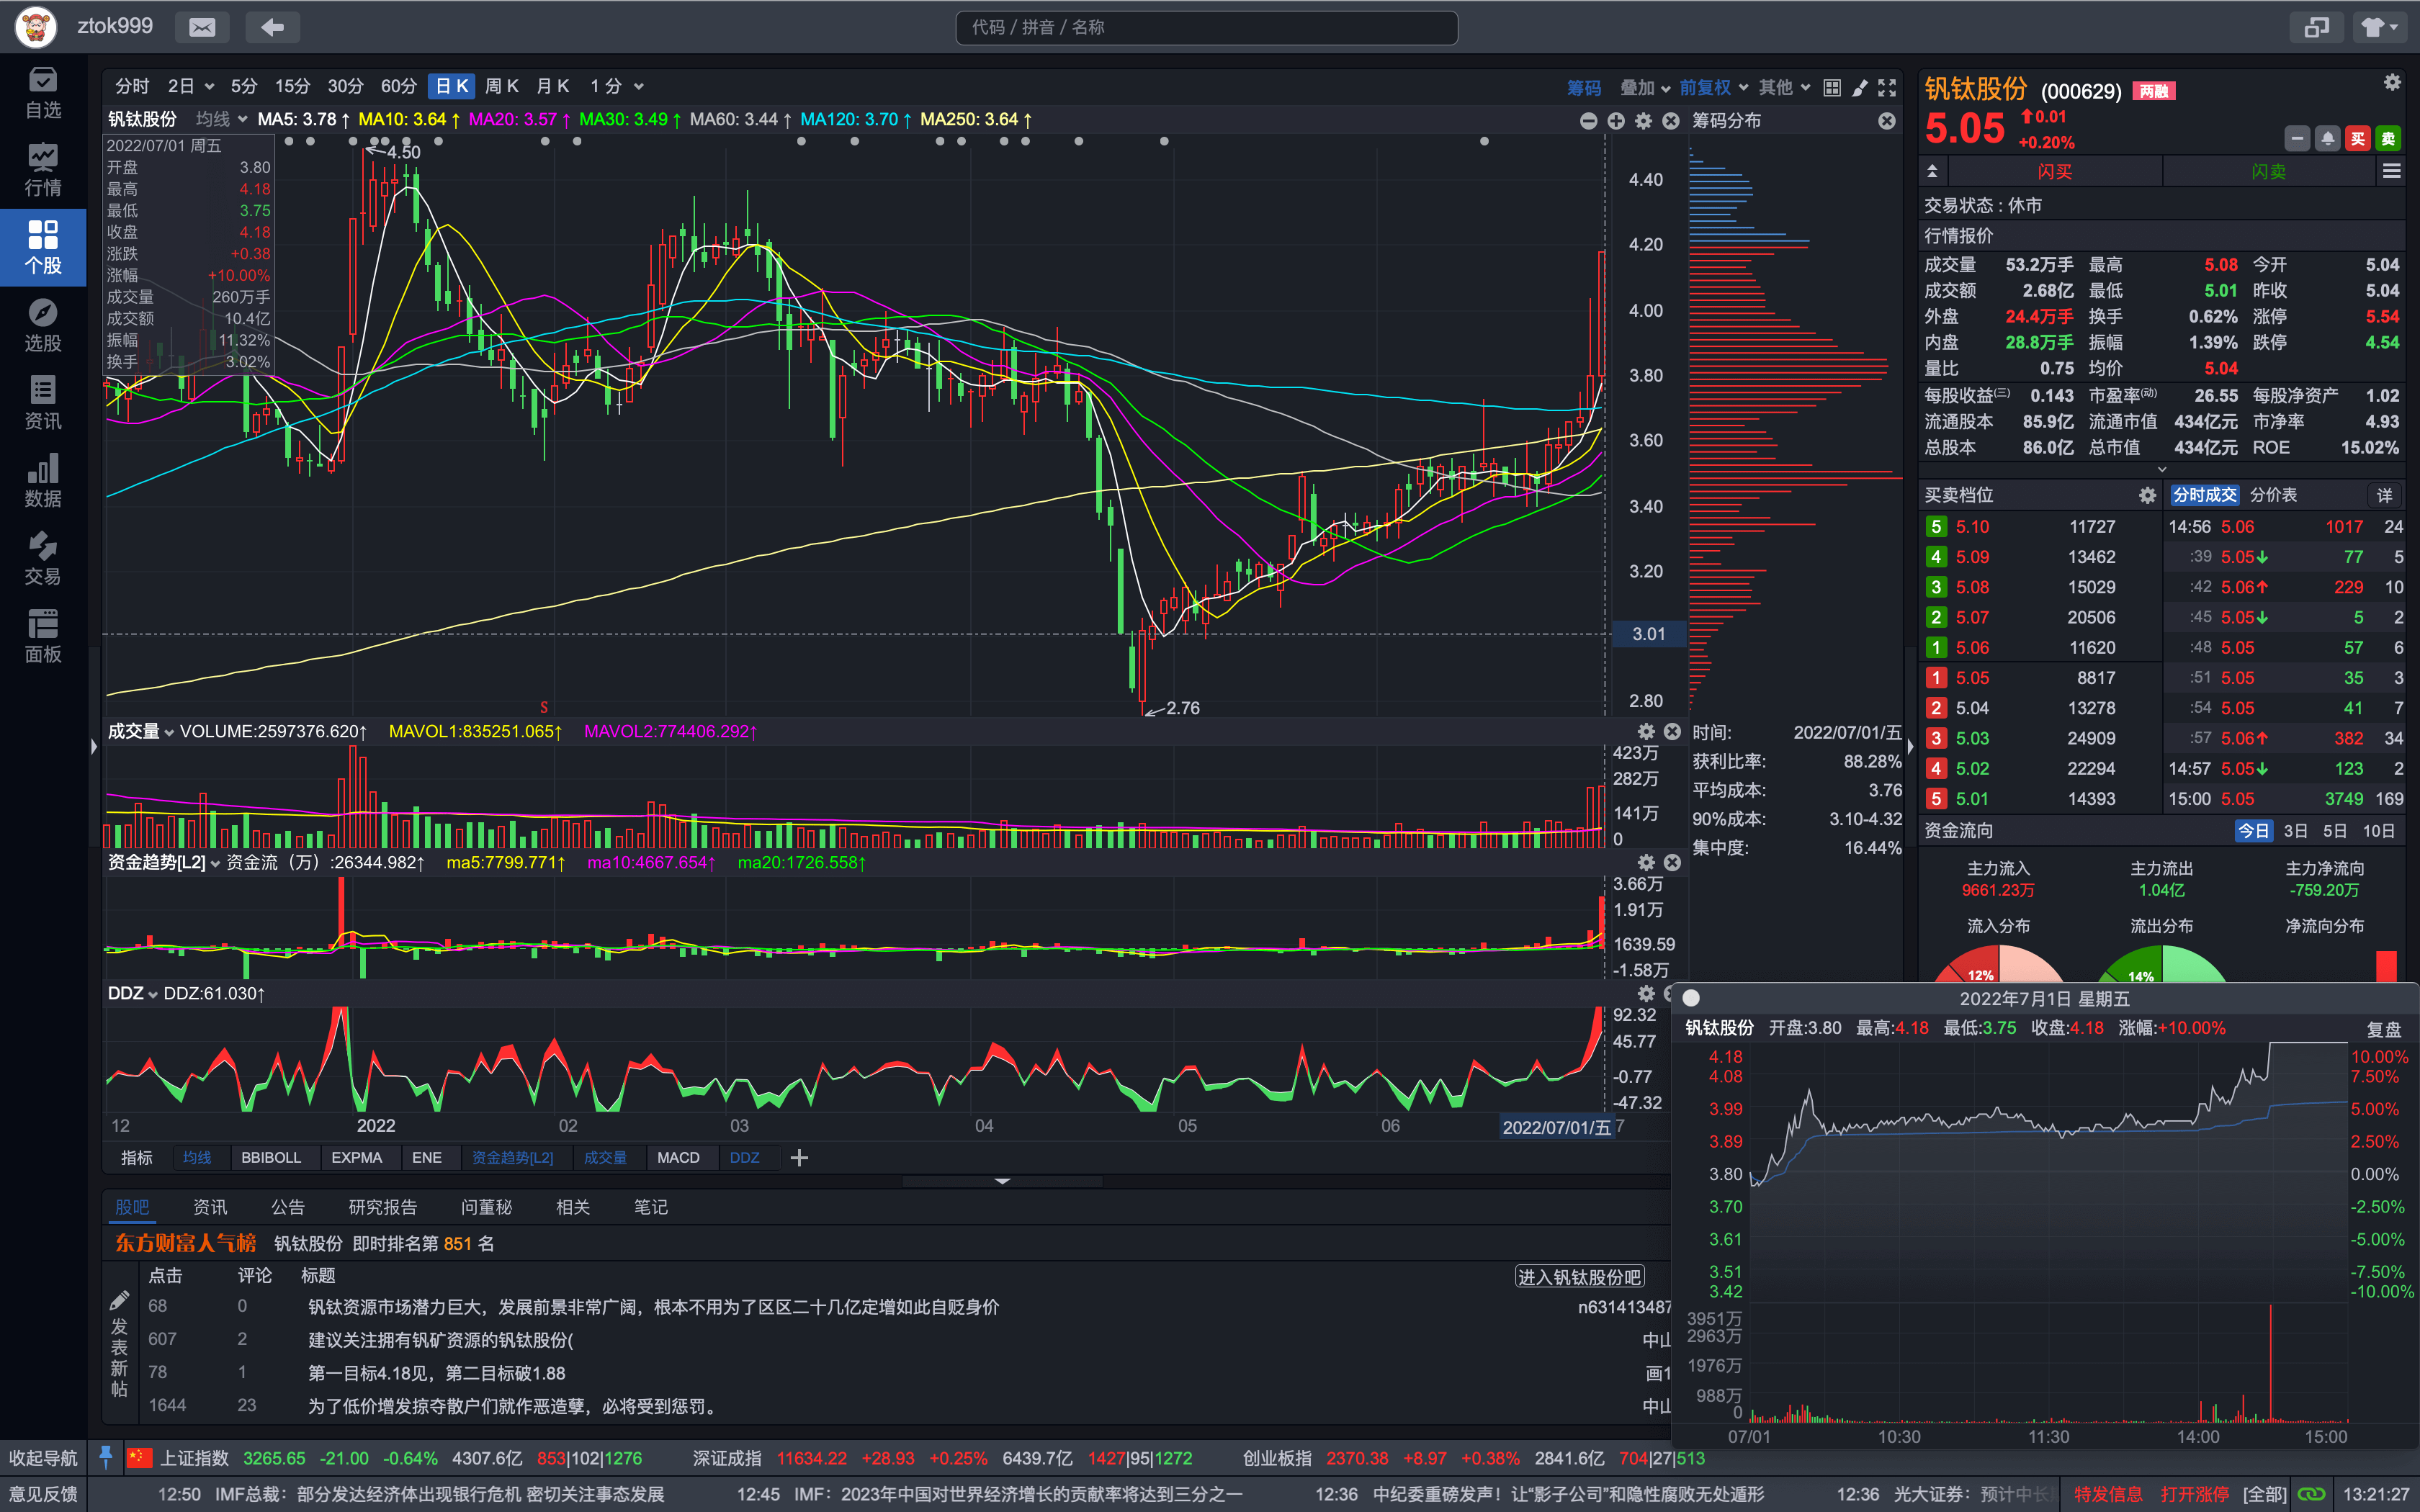 ztok999
代码 / 拼音 / 名称
自选
行情
个股
选股
资讯
数据
交易
面板
分时 2日 5分 15分 30分 60分 日K 周K 月K 1分
筹码 叠加 前复权 其他
钒钛股份 均线 MA5: 3.78↑ MA10: 3.64↑ MA20: 3.57↑ MA30: 3.49↑ MA60: 3.44↑ MA120: 3.70↑ MA250: 3.64↑
筹码分布
2022/07/01 周五
开盘 3.80
最高 4.18
最低 3.75
收盘 4.18
涨跌 +0.38
涨幅 +10.00%
成交量 260万手
成交额 10.4亿
振幅 11.32%
换手 3.02%
4.50
2.76
S
4.40
4.20
4.00
3.80
3.60
3.40
3.20
3.01
2.80
成交量 VOLUME:2597376.620↑ MAVOL1:835251.065↑ MAVOL2:774406.292↑
423万
282万
141万
0
资金趋势[L2] 资金流（万）:26344.982↑ ma5:7799.771↑ ma10:4667.654↑ ma20:1726.558↑
3.66万
1.91万
1639.59
-1.58万
DDZ DDZ:61.030↑
92.32
45.77
-0.77
-47.32
12 2022 02 03 04 05 06 2022/07/01/五 7
指标 均线 BBIBOLL EXPMA ENE 资金趋势[L2] 成交量 MACD DDZ
时间: 2022/07/01/五
获利比率: 88.28%
平均成本: 3.76
90%成本: 3.10-4.32
集中度: 16.44%
股吧 资讯 公告 研究报告 问董秘 相关 笔记
东方财富人气榜 钒钛股份 即时排名第 851 名
点击 评论 标题 进入钒钛股份吧
发表新帖
68 0 钒钛资源市场潜力巨大，发展前景非常广阔，根本不用为了区区二十几亿定增如此自贬身价 n631413487
607 2 建议关注拥有钒矿资源的钒钛股份( 中山
78 1 第一目标4.18见，第二目标破1.88 画1
1644 23 为了低价增发掠夺散户们就作恶造孽，必将受到惩罚。 中山
钒钛股份 (000629) 两融
5.05 0.01
+0.20%
买 卖
闪买 闪卖
交易状态 : 休市
行情报价
成交量 53.2万手 最高 5.08 今开 5.04
成交额 2.68亿 最低 5.01 昨收 5.04
外盘 24.4万手 换手 0.62% 涨停 5.54
内盘 28.8万手 振幅 1.39% 跌停 4.54
量比 0.75 均价 5.04
每股收益(三) 0.143 市盈率(动) 26.55 每股净资产 1.02
流通股本 85.9亿 流通市值 434亿元 市净率 4.93
总股本 86.0亿 总市值 434亿元 ROE 15.02%
买卖档位 分时成交 分价表 详
5 5.10 11727 14:56 5.06 1017 24
4 5.09 13462 :39 5.05↓ 77 5
3 5.08 15029 :42 5.06↑ 229 10
2 5.07 20506 :45 5.05↓ 5 2
1 5.06 11620 :48 5.05 57 6
1 5.05 8817 :51 5.05 35 3
2 5.04 13278 :54 5.05 41 7
3 5.03 24909 :57 5.06↑ 382 34
4 5.02 22294 14:57 5.05↓ 123 2
5 5.01 14393 15:00 5.05 3749 169
资金流向 今日 3日 5日 10日
主力流入 主力流出 主力净流向
9661.23万 1.04亿 -759.20万
流入分布 流出分布 净流向分布
12% 14%
2022年7月1日 星期五
钒钛股份 开盘:3.80 最高:4.18 最低:3.75 收盘:4.18 涨幅:+10.00% 复盘
4.18 10.00%
4.08 7.50%
3.99 5.00%
3.89 2.50%
3.80 0.00%
3.70 -2.50%
3.61 -5.00%
3.51 -7.50%
3.42 -10.00%
3951万
2963万
1976万
988万
0
07/01 10:30 11:30 14:00 15:00
收起导航 上证指数 3265.65 -21.00 -0.64% 4307.6亿 853|102|1276 深证成指 11634.22 +28.93 +0.25% 6439.7亿 1427|95|1272 创业板指 2370.38 +8.97 +0.38% 2841.6亿 704|27|513
意见反馈 12:50 IMF总裁：部分发达经济体出现银行危机 密切关注事态发展 12:45 IMF：2023年中国对世界经济增长的贡献率将达到三分之一 12:36 中纪委重磅发声！让“影子公司”和隐性腐败无处遁形 12:36 光大证券：预计中长 特发信息 打开涨停 [全部] 13:21:27